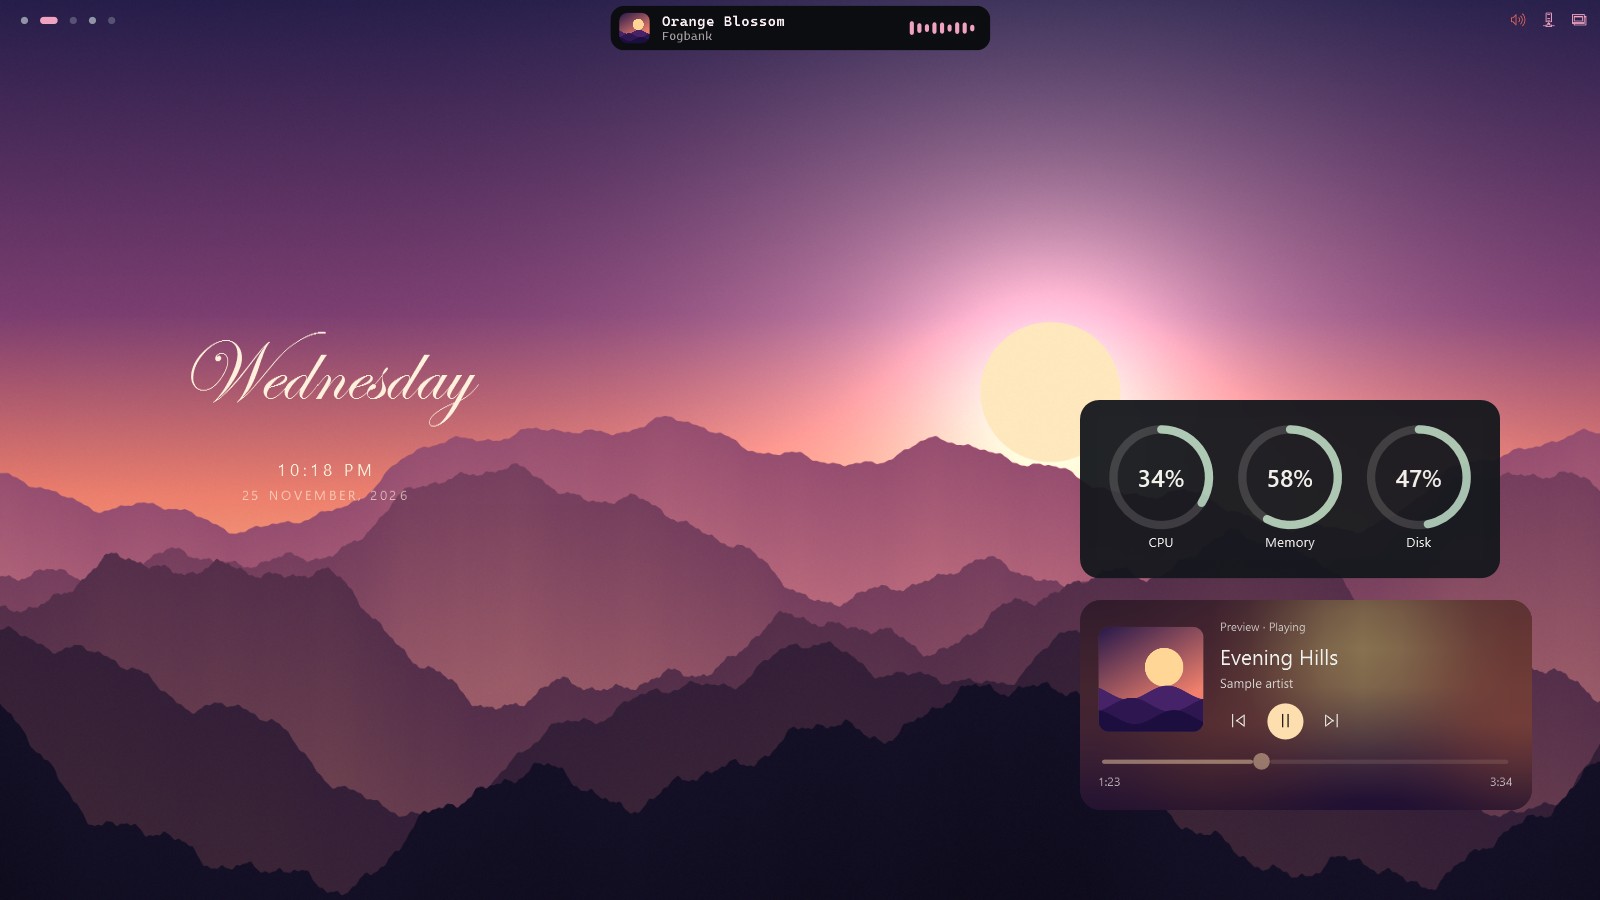 Orange Blossom
Fogbank
Wednesday
10:18 PM
25 NOVEMBER, 2026
34%
58%
47%
CPU
Memory
Disk
Preview · Playing
Evening Hills
Sample artist
1:23
3:34